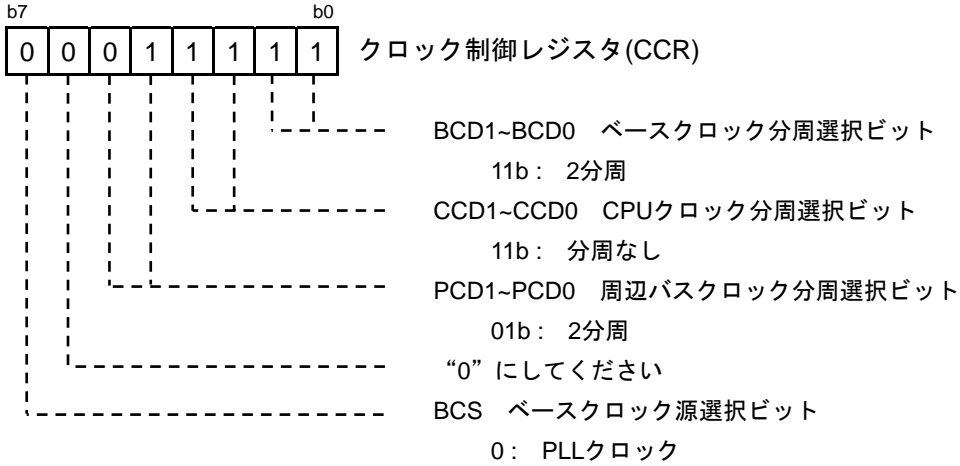 b7 b0
0 0 0 1 1 1 1 1 クロック制御レジスタ(CCR)
BCD1~BCD0 ベースクロック分周選択ビット
11b : 2分周
CCD1~CCD0 CPUクロック分周選択ビット
11b : 分周なし
PCD1~PCD0 周辺バスクロック分周選択ビット
01b : 2分周
“0”にしてください
BCS ベースクロック源選択ビット
0 : PLLクロック